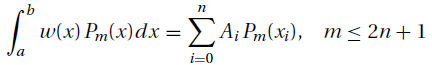 ∫_a^b w(x) P_m(x) dx = ∑_{i=0}^{n} A_i P_m(x_i),   m ≤ 2n + 1